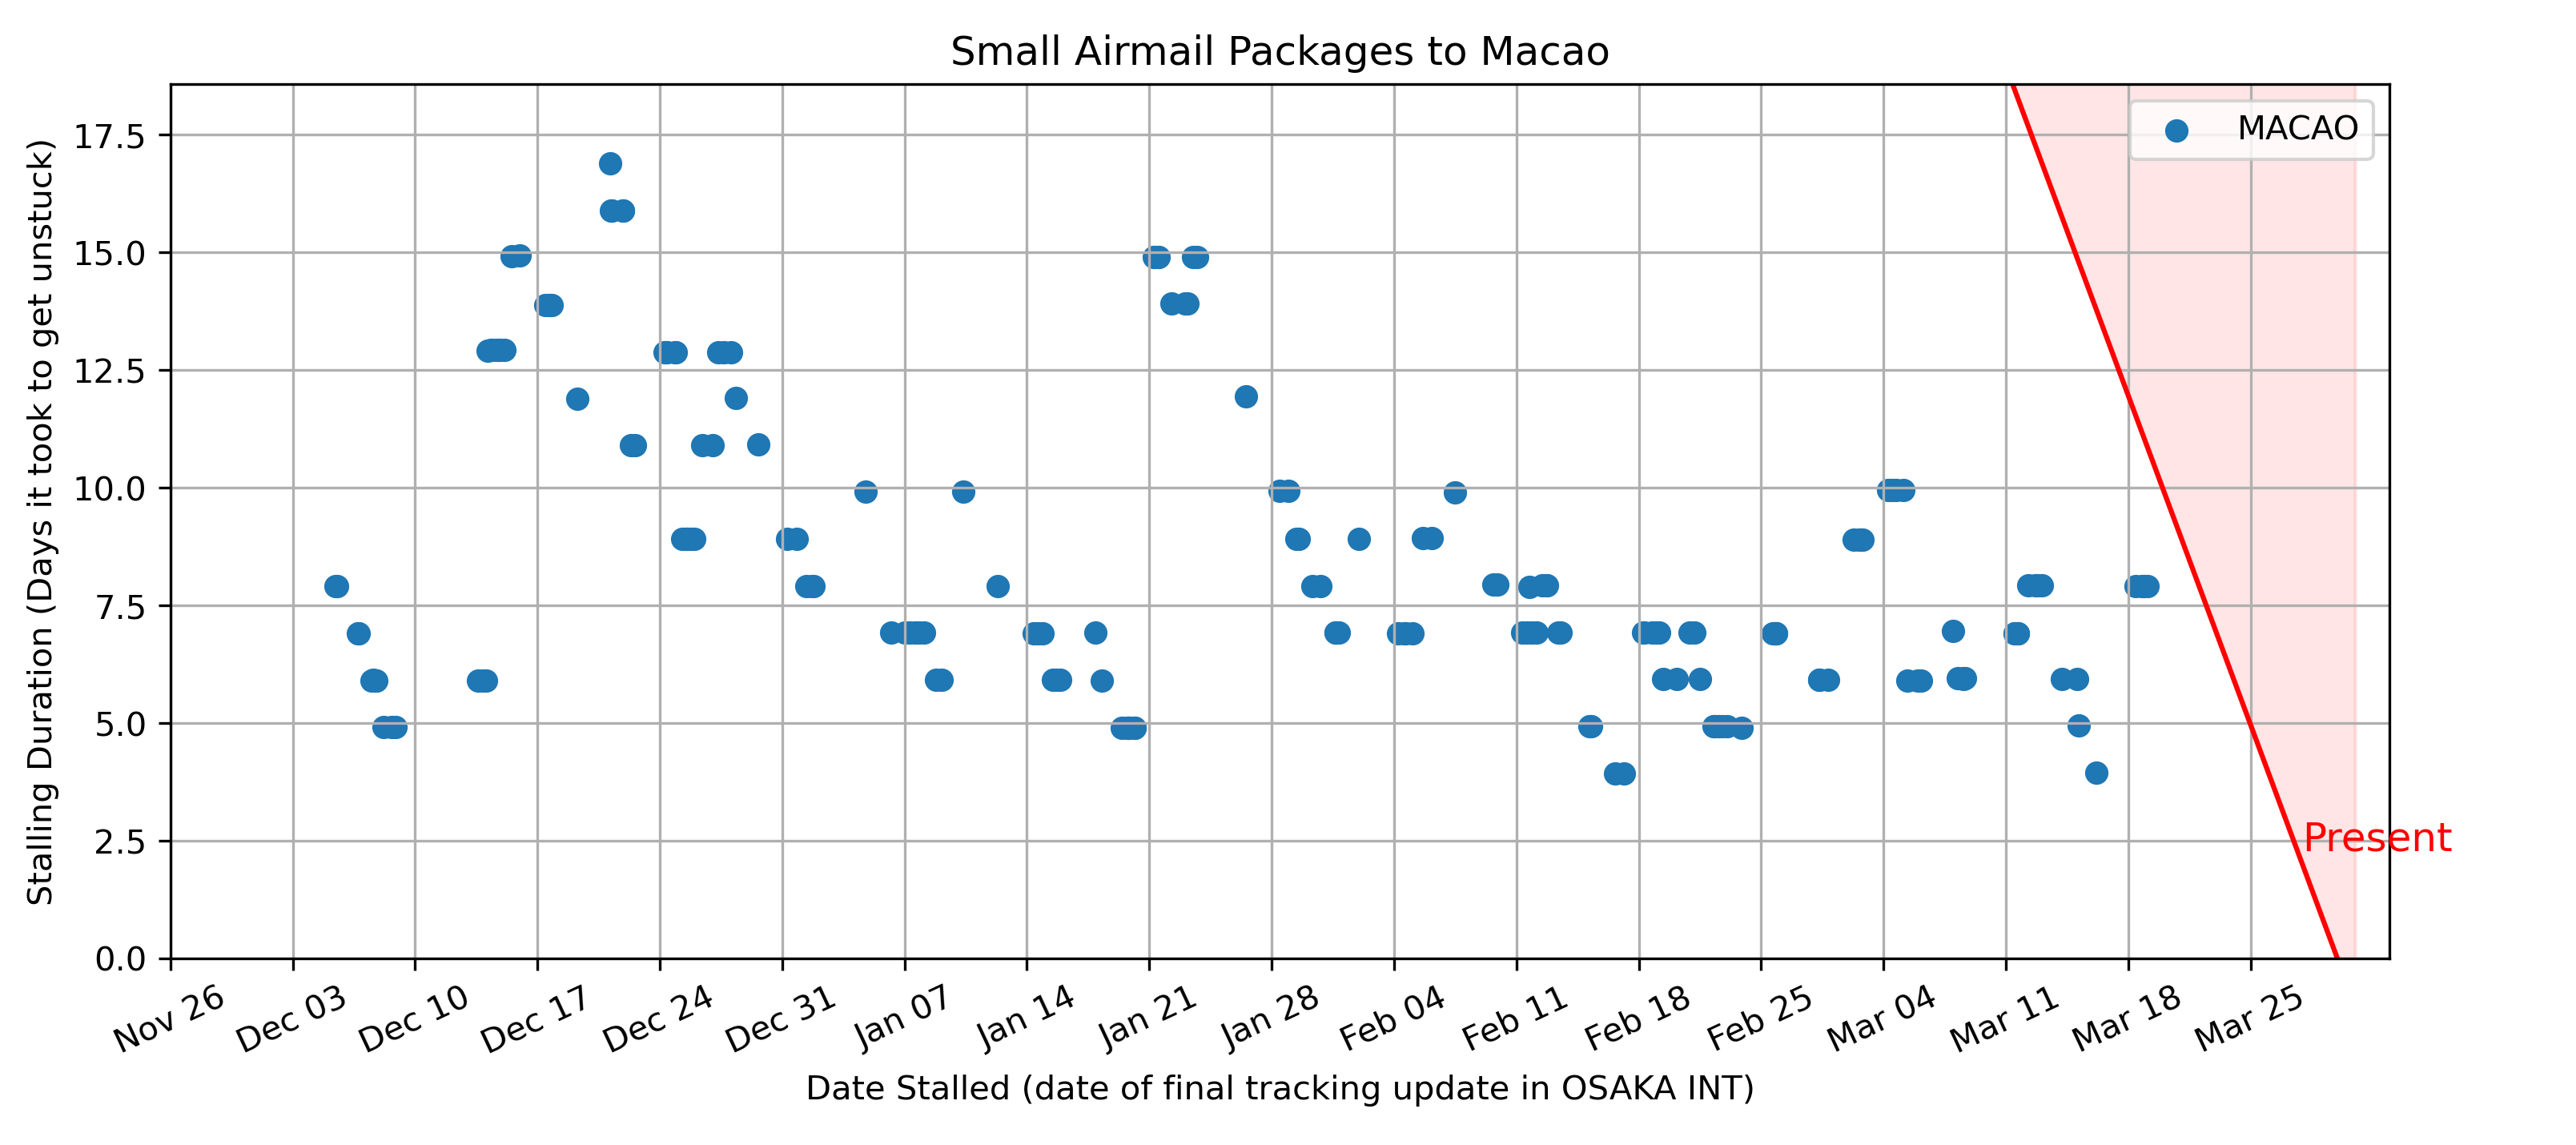 Small Airmail Packages to Macao
MACAO
Stalling Duration (Days it took to get unstuck)
17.5
15.0
12.5
10.0
7.5
5.0
2.5
0.0
Present
Nov 26 Dec 03 Dec 10 Dec 17 Dec 24 Dec 31 Jan 07 Jan 14 Jan 21 Jan 28 Feb 04 Feb 11 Feb 18 Feb 25 Mar 04 Mar 11 Mar 18 Mar 25
Date Stalled (date of final tracking update in OSAKA INT)